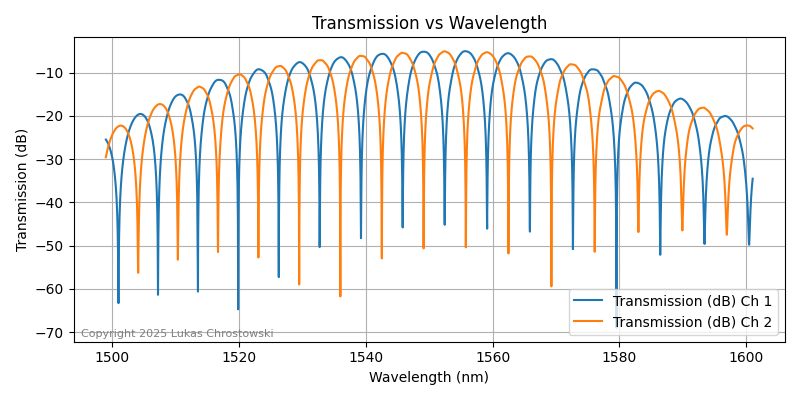 Transmission vs Wavelength
Transmission (dB)
−10
−20
−30
−40
−50
−60
−70
Transmission (dB) Ch 1
Transmission (dB) Ch 2
Copyright 2025 Lukas Chrostowski
1500
1520
1540
1560
1580
1600
Wavelength (nm)